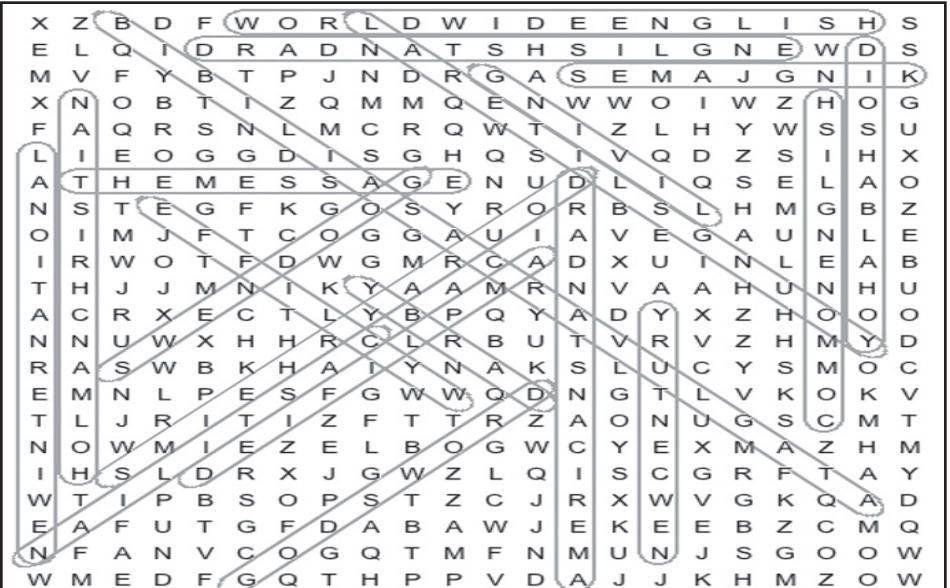 X Z B D F W O R L D W I D E E N G L I S H S
E L Q I D R A D N A T S H S I L G N E W D S
M V F Y B T P J N D R G A S E M A J G N I K
X N O B T I Z Q M M Q E N W W O I W Z H O G
F A Q R S N L M C R Q W T I Z L H Y W S S U
L I E O G G D I S G H Q S I V Q D Z S I H X
A T H E M E S S A G E N U D L I Q S E L A O
N S T E G F K G O S Y R O R B S L H M G B Z
O I M J F T C O G G A U I A V E G A U N L E
I R W O T F D W G M R C A D X U I N L E A B
T H J J M N I K Y A A M R N V A A H U N H U
A C R X E C T L Y B P Q Y A D Y X Z H O O O
N N U W X H H R C L R B U T V R V Z H M Y D
R A S W B K H A I Y N A K S L U C Y S M O C
E M N L P E S F G W W Q D N G T L V K O K V
T L J R I T I Z F T T R Z A O N U G S C M T
N O W M I E Z E L B O G W C Y E X M A Z H M
I H S L D R X J G W Z L Q I S C G R F T A Y
W T I P B S O P S T Z C J R X W V G K Q A D
E A F U T G F D A B A W J E K E E B Z C M Q
N F A N V C O G Q T M F N M U N J S G O O W
W M E D F G Q T H P P V D A J J K H M Z O W